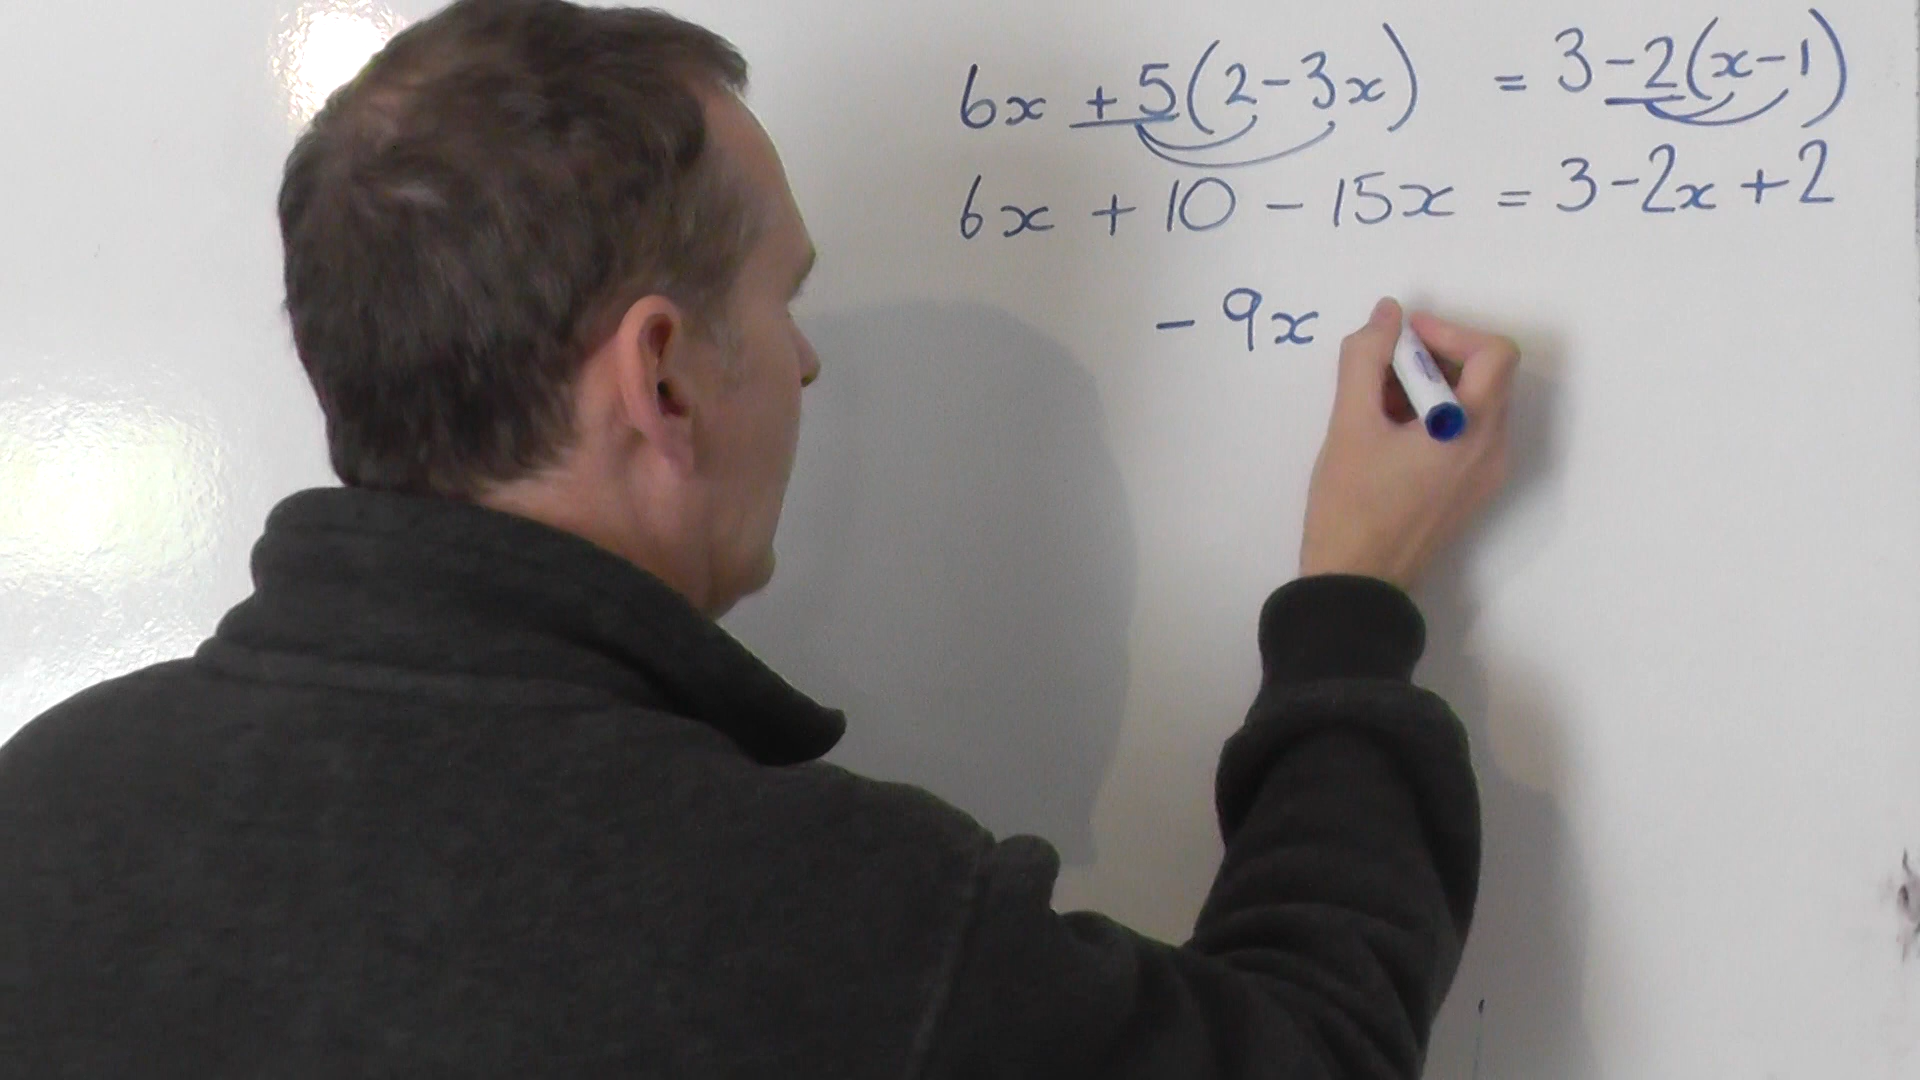 6x + 5(2-3x) = 3-2(x-1)
6x + 10 - 15x = 3-2x +2
- 9x